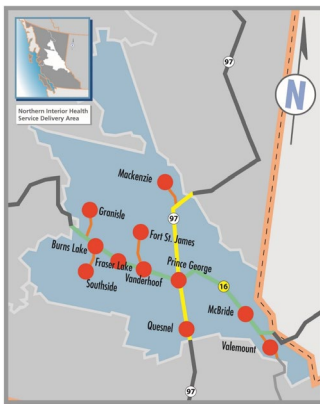 97
N
Northern Interior Health
Service Delivery Area
Mackenzie
97
Granisle
Fort St. James
Burns Lake
Prince George
Fraser Lake
Vanderhoof
16
Southside
McBride
Quesnel
Valemount
97